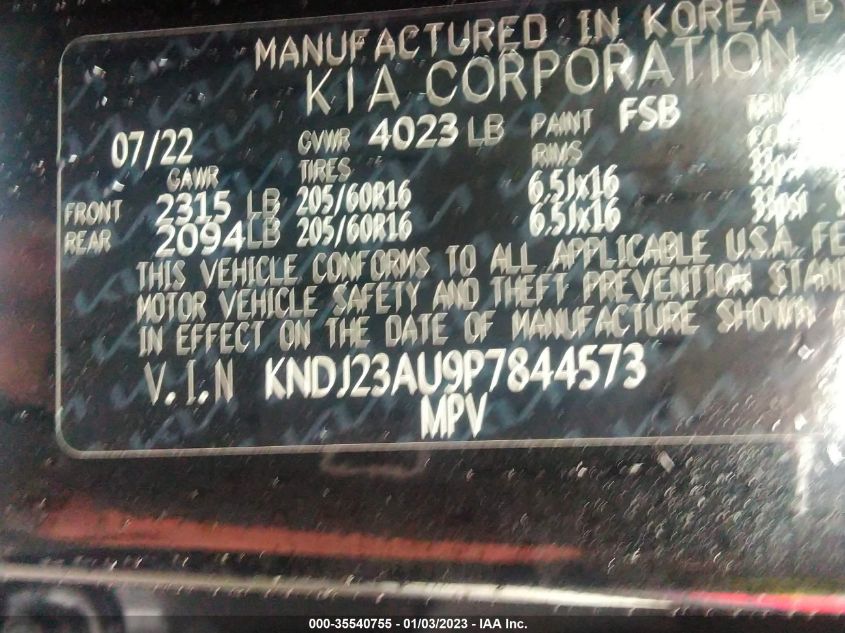 MANUFACTURED IN KOREA B
KIA CORPORATION
07/22 GVWR 4023 LB PAINT FSB
GAWR TIRES RIMS
FRONT 2315 LB 205/60R16 6.5Jx16
REAR 2094 LB 205/60R16 6.5Jx16
THIS VEHICLE CONFORMS TO ALL APPLICABLE U.S.A. FE
MOTOR VEHICLE SAFETY AND THEFT PREVENTION STAN
IN EFFECT ON THE DATE OF MANUFACTURE SHOWN A
V.I.N KNDJ23AU9P7844573
MPV
000-35540755 — 01/03/2023 — IAA Inc.